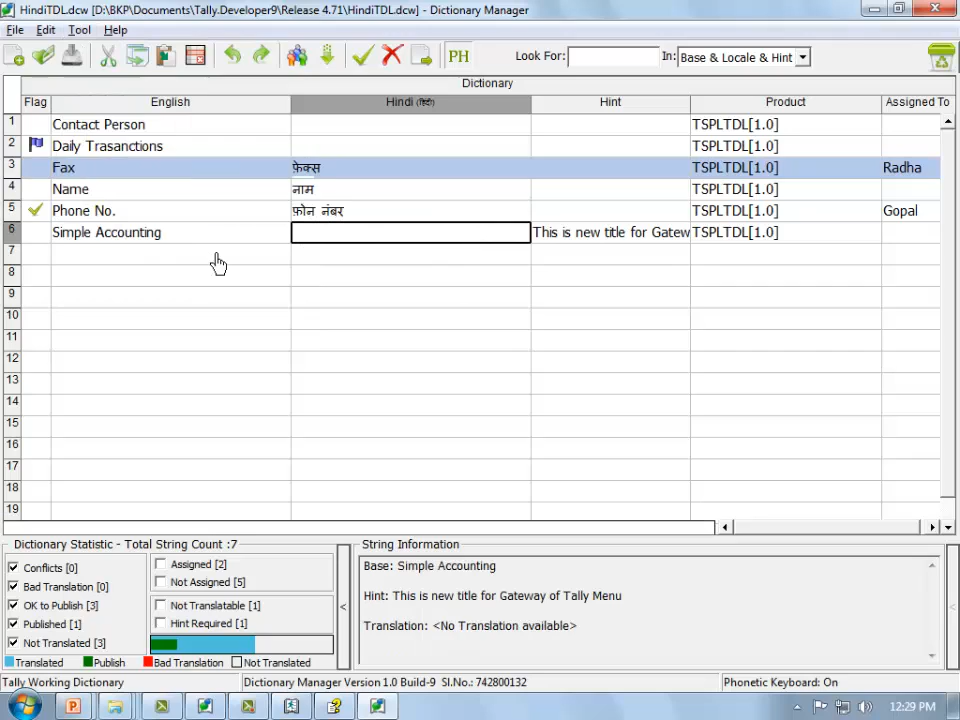 HindiTDL.dcw [D:\BKP\Documents\Tally.Developer9\Release 4.71\HindiTDL.dcw] - Dictionary Manager
File Edit Tool Help
PH Look For: In: Base & Locale & Hint
Dictionary
Flag English Hindi (हिन्दी) Hint Product Assigned To
1 Contact Person TSPLTDL[1.0]
2 Daily Trasanctions TSPLTDL[1.0]
3 Fax फ़ेक्स TSPLTDL[1.0] Radha
4 Name नाम TSPLTDL[1.0]
5 Phone No. फ़ोन नंबर TSPLTDL[1.0] Gopal
6 Simple Accounting This is new title for Gatew TSPLTDL[1.0]
7
8
9
10
11
12
13
14
15
16
17
18
19
Dictionary Statistic - Total String Count :7
Conflicts [0]
Bad Translation [0]
OK to Publish [3]
Published [1]
Not Translated [3]
Assigned [2]
Not Assigned [5]
Not Translatable [1]
Hint Required [1]
Translated Publish Bad Translation Not Translated
String Information
Base: Simple Accounting
Hint: This is new title for Gateway of Tally Menu
Translation: <No Translation available>
Tally Working Dictionary Dictionary Manager Version 1.0 Build-9 Sl.No.: 742800132 Phonetic Keyboard: On
12:29 PM